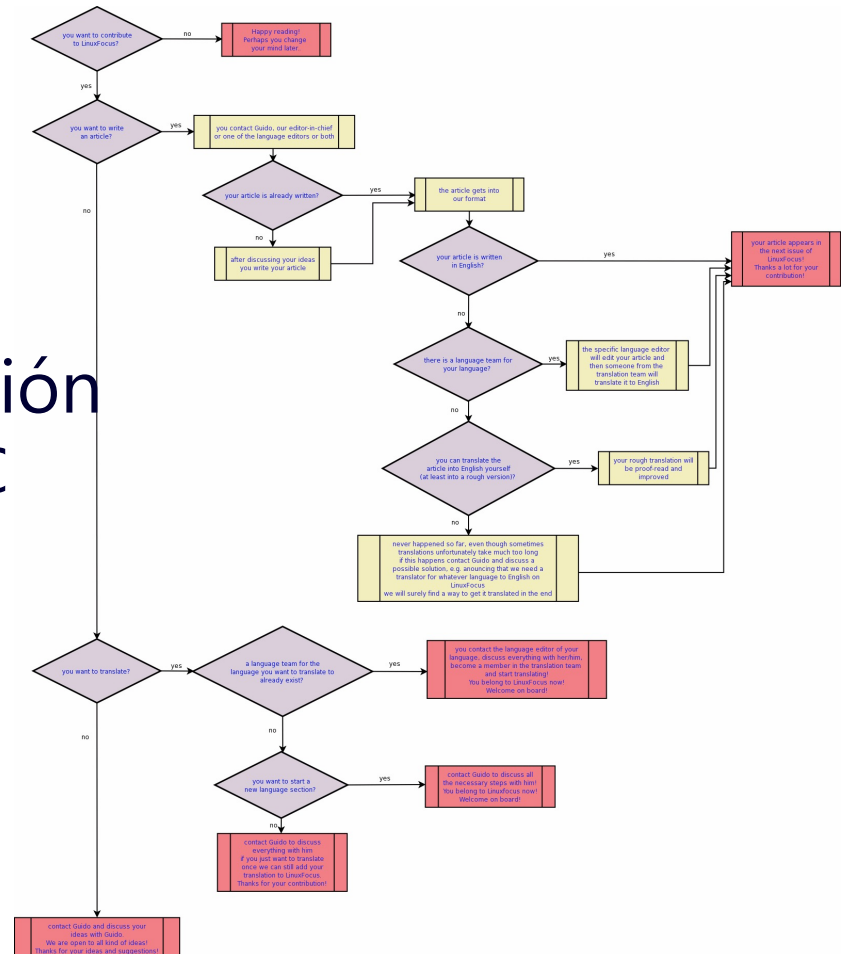 you want to contribute
to LinuxFocus?
no
Happy reading!
Perhaps you change
your mind later.
yes
you want to write
an article?
yes
you contact Guido, our editor-in-chief
or one of the language editors or both
your article is already written?
yes
the article gets into
our format
no
no
after discussing your ideas
you write your article
your article is written
in English?
yes
your article appears in
the next issue of
LinuxFocus!
Thanks a lot for your
contribution!
no
there is a language team for
your language?
yes
the specific language editor
will edit your article and
then someone from the
translation team will
translate it to English
ión
no
you can translate the
article into English yourself
(at least into a rough version)?
yes
your rough translation will
be proof-read and
improved
no
never happened so far, even though sometimes
translations unfortunately take much too long
if this happens contact Guido and discuss a
possible solution, e.g. anouncing that we need a
translator for whatever language to English on
LinuxFocus
we will surely find a way to get it translated in the end
you want to translate?
yes
a language team for the
language you want to translate to
already exist?
yes
you contact the language editor of your
language, discuss everything with her/him,
become a member in the translation team
and start translating!
You belong to LinuxFocus now!
Welcome on board!
no
no
you want to start a
new language section?
yes
contact Guido to discuss all
the necessary steps with him!
You belong to Linuxfocus now!
Welcome on board!
no
contact Guido to discuss
everything with him
if you just want to translate
once we can still add your
translation to LinuxFocus.
Thanks for your contribution!
contact Guido and discuss your
ideas with Guido.
We are open to all kind of ideas!
Thanks for your ideas and suggestions!